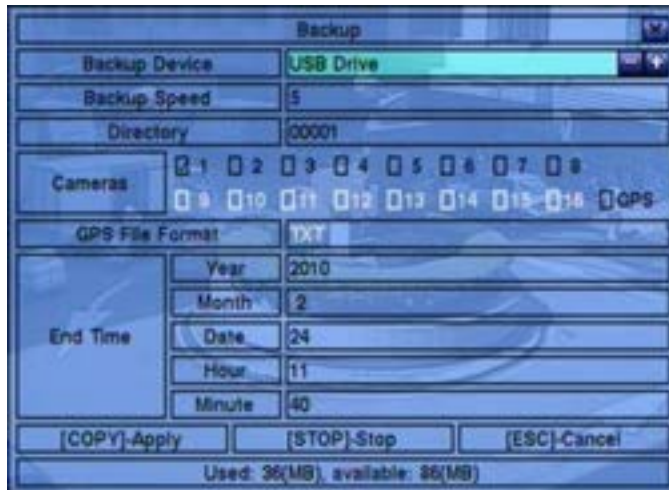 Backup
Backup Device USB Drive
Backup Speed 5
Directory 00001
Cameras
1 2 3 4 5 6 7 8
9 10 11 12 13 14 15 16 GPS
GPS File Format TXT
End Time
Year 2010
Month 2
Date 24
Hour 11
Minute 40
[COPY]-Apply [STOP]-Stop [ESC]-Cancel
Used: 36(MB), available: 86(MB)